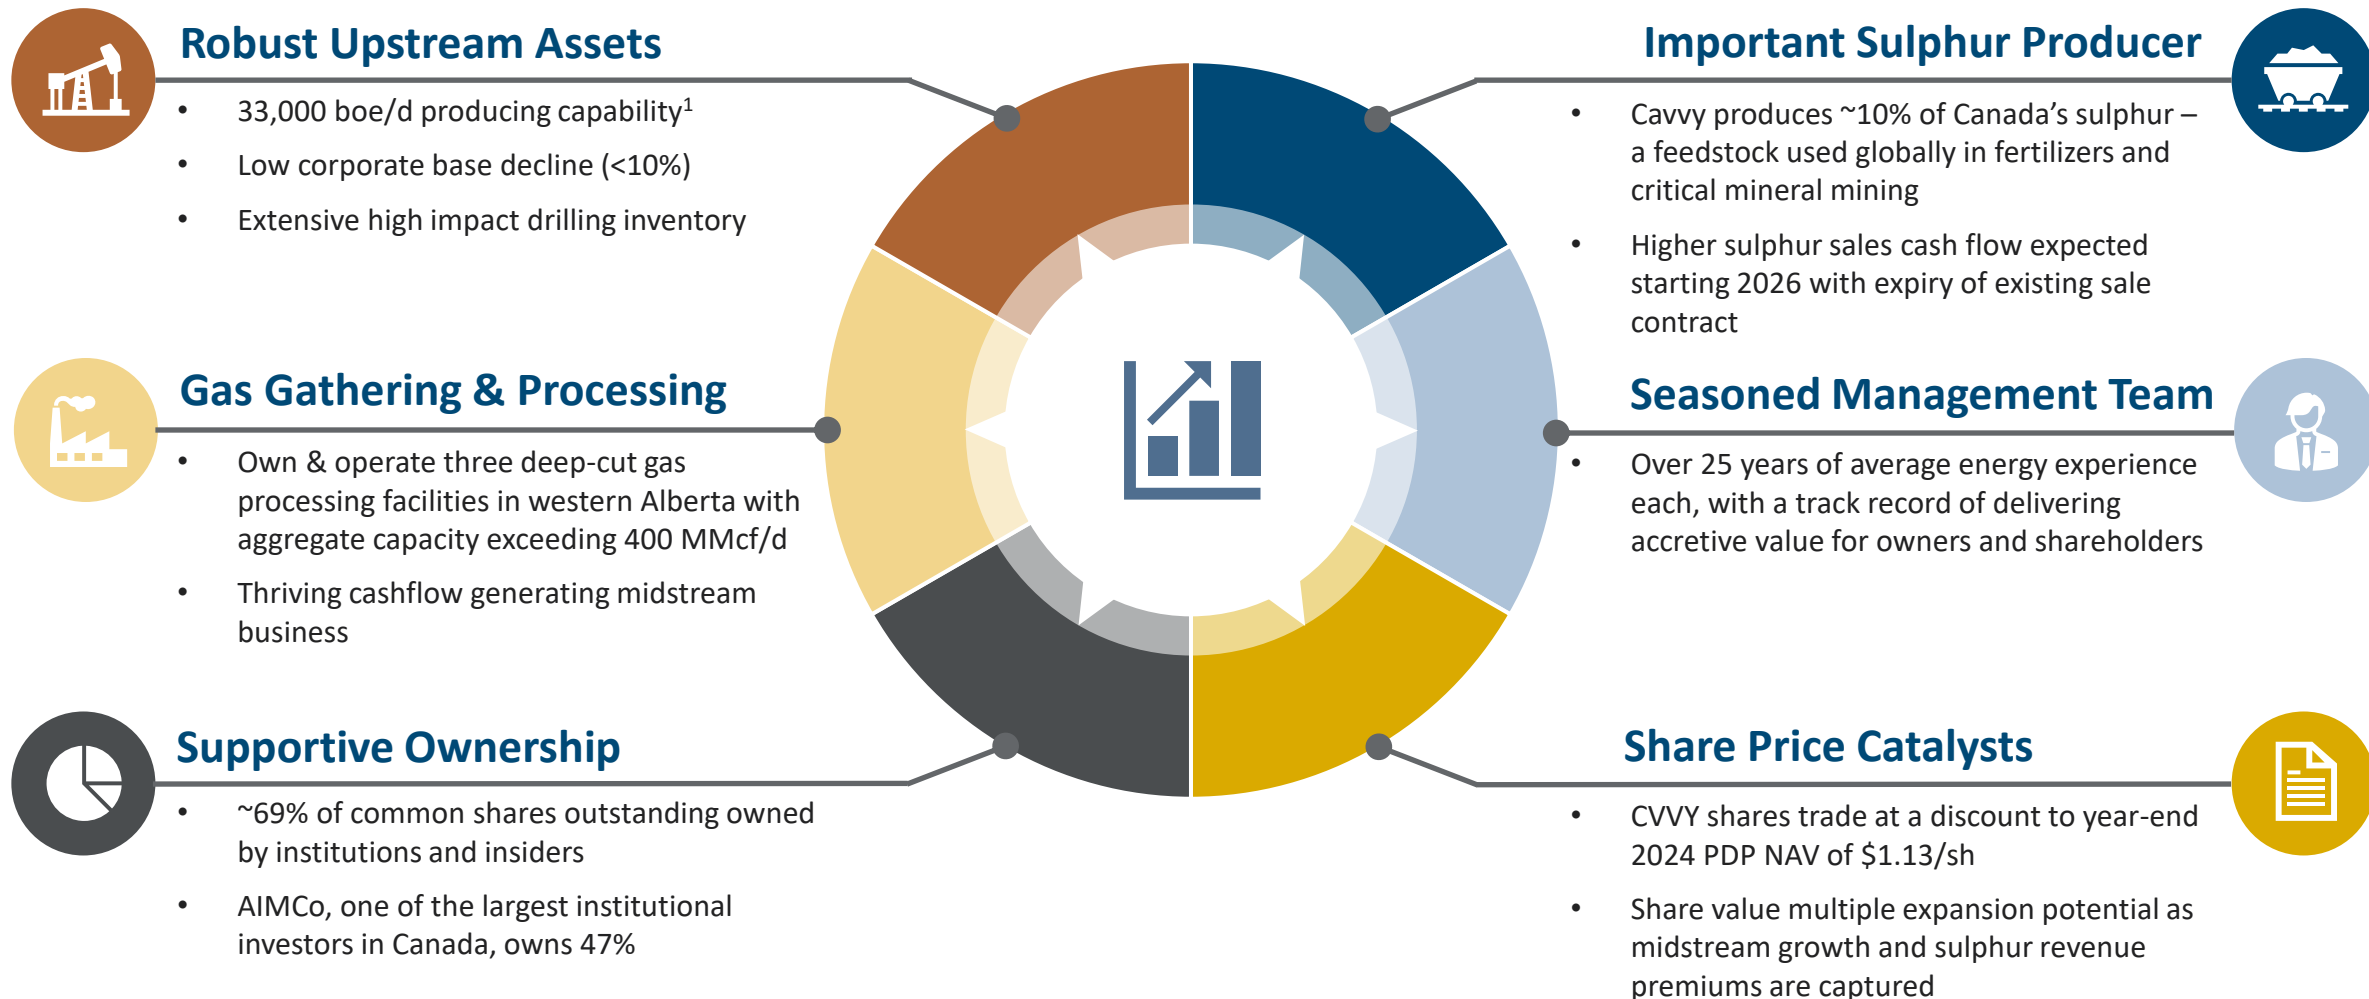 Robust Upstream Assets
• 33,000 boe/d producing capability¹
• Low corporate base decline (<10%)
• Extensive high impact drilling inventory
Gas Gathering & Processing
• Own & operate three deep-cut gas
processing facilities in western Alberta with
aggregate capacity exceeding 400 MMcf/d
• Thriving cashflow generating midstream
business
Supportive Ownership
• ~69% of common shares outstanding owned
by institutions and insiders
• AIMCo, one of the largest institutional
investors in Canada, owns 47%
Important Sulphur Producer
• Cavvy produces ~10% of Canada’s sulphur –
a feedstock used globally in fertilizers and
critical mineral mining
• Higher sulphur sales cash flow expected
starting 2026 with expiry of existing sale
contract
Seasoned Management Team
• Over 25 years of average energy experience
each, with a track record of delivering
accretive value for owners and shareholders
Share Price Catalysts
• CVVY shares trade at a discount to year-end
2024 PDP NAV of $1.13/sh
• Share value multiple expansion potential as
midstream growth and sulphur revenue
premiums are captured